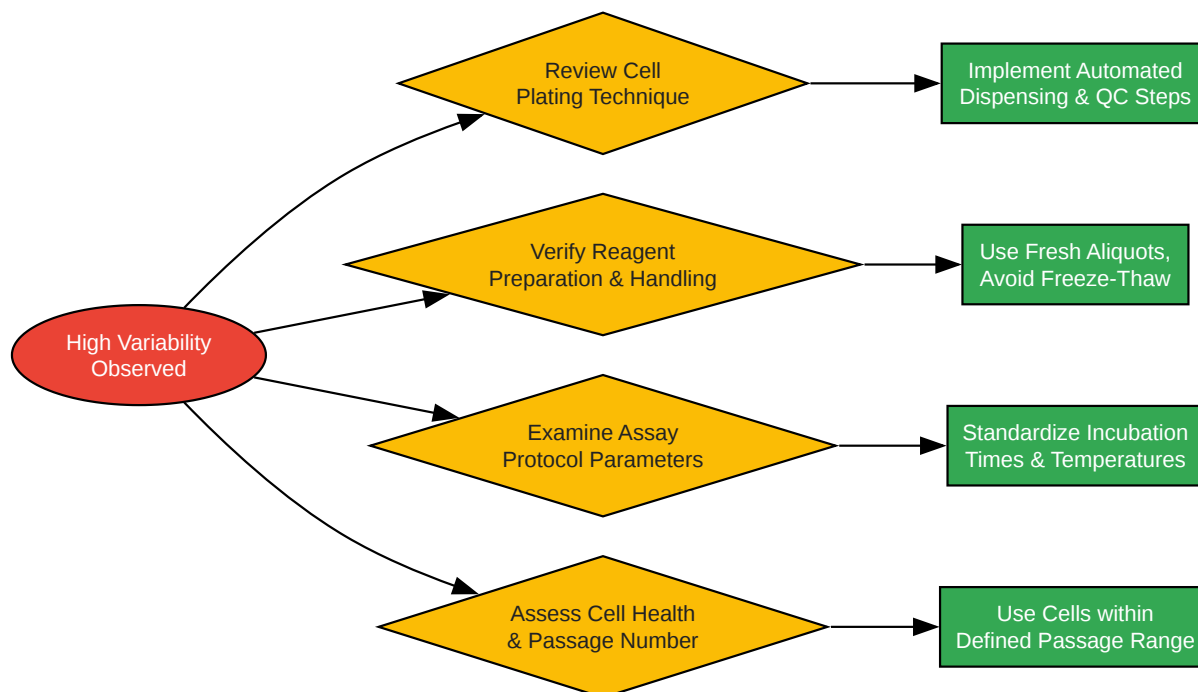 High Variability
Observed
Review Cell
Plating Technique
Implement Automated
Dispensing & QC Steps
Verify Reagent
Preparation & Handling
Use Fresh Aliquots,
Avoid Freeze-Thaw
Examine Assay
Protocol Parameters
Standardize Incubation
Times & Temperatures
Assess Cell Health
& Passage Number
Use Cells within
Defined Passage Range